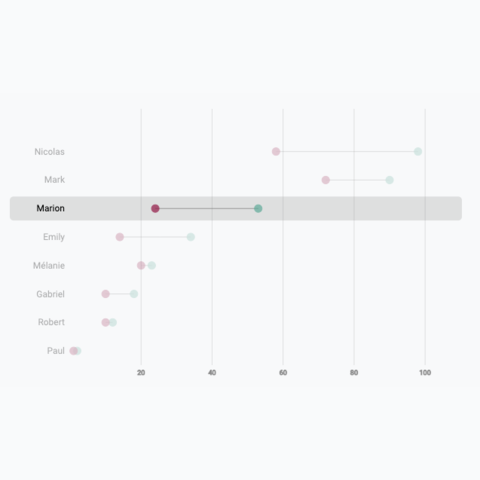 Nicolas
Mark
Marion
Emily
Mélanie
Gabriel
Robert
Paul
20 40 60 80 100